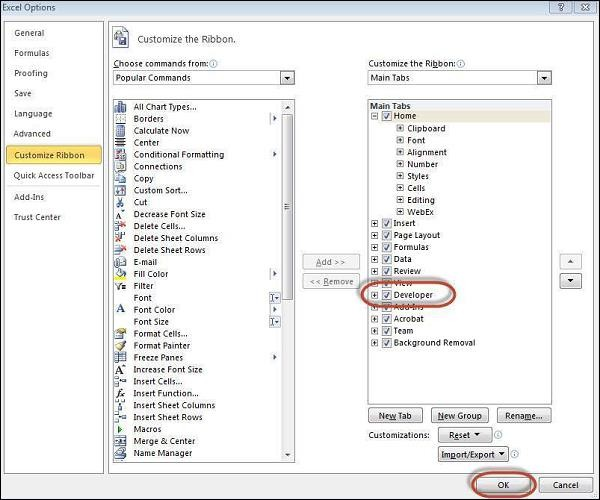 Excel Options
General
Formulas
Proofing
Save
Language
Advanced
Customize Ribbon
Quick Access Toolbar
Add-Ins
Trust Center
Customize the Ribbon.
Choose commands from:
Popular Commands
All Chart Types...
Borders
Calculate Now
Center
Conditional Formatting
Connections
Copy
Custom Sort...
Cut
Decrease Font Size
Delete Cells...
Delete Sheet Columns
Delete Sheet Rows
E-mail
Fill Color
Filter
Font
Font Color
Font Size
Format Cells...
Format Painter
Freeze Panes
Increase Font Size
Insert Cells...
Insert Function...
Insert Sheet Columns
Insert Sheet Rows
Macros
Merge & Center
Name Manager
Add >>
<< Remove
Customize the Ribbon:
Main Tabs
Main Tabs
Home
Clipboard
Font
Alignment
Number
Styles
Cells
Editing
WebEx
Insert
Page Layout
Formulas
Data
Review
View
Developer
Add-Ins
Acrobat
Team
Background Removal
New Tab
New Group
Rename...
Customizations:
Reset
Import/Export
OK
Cancel